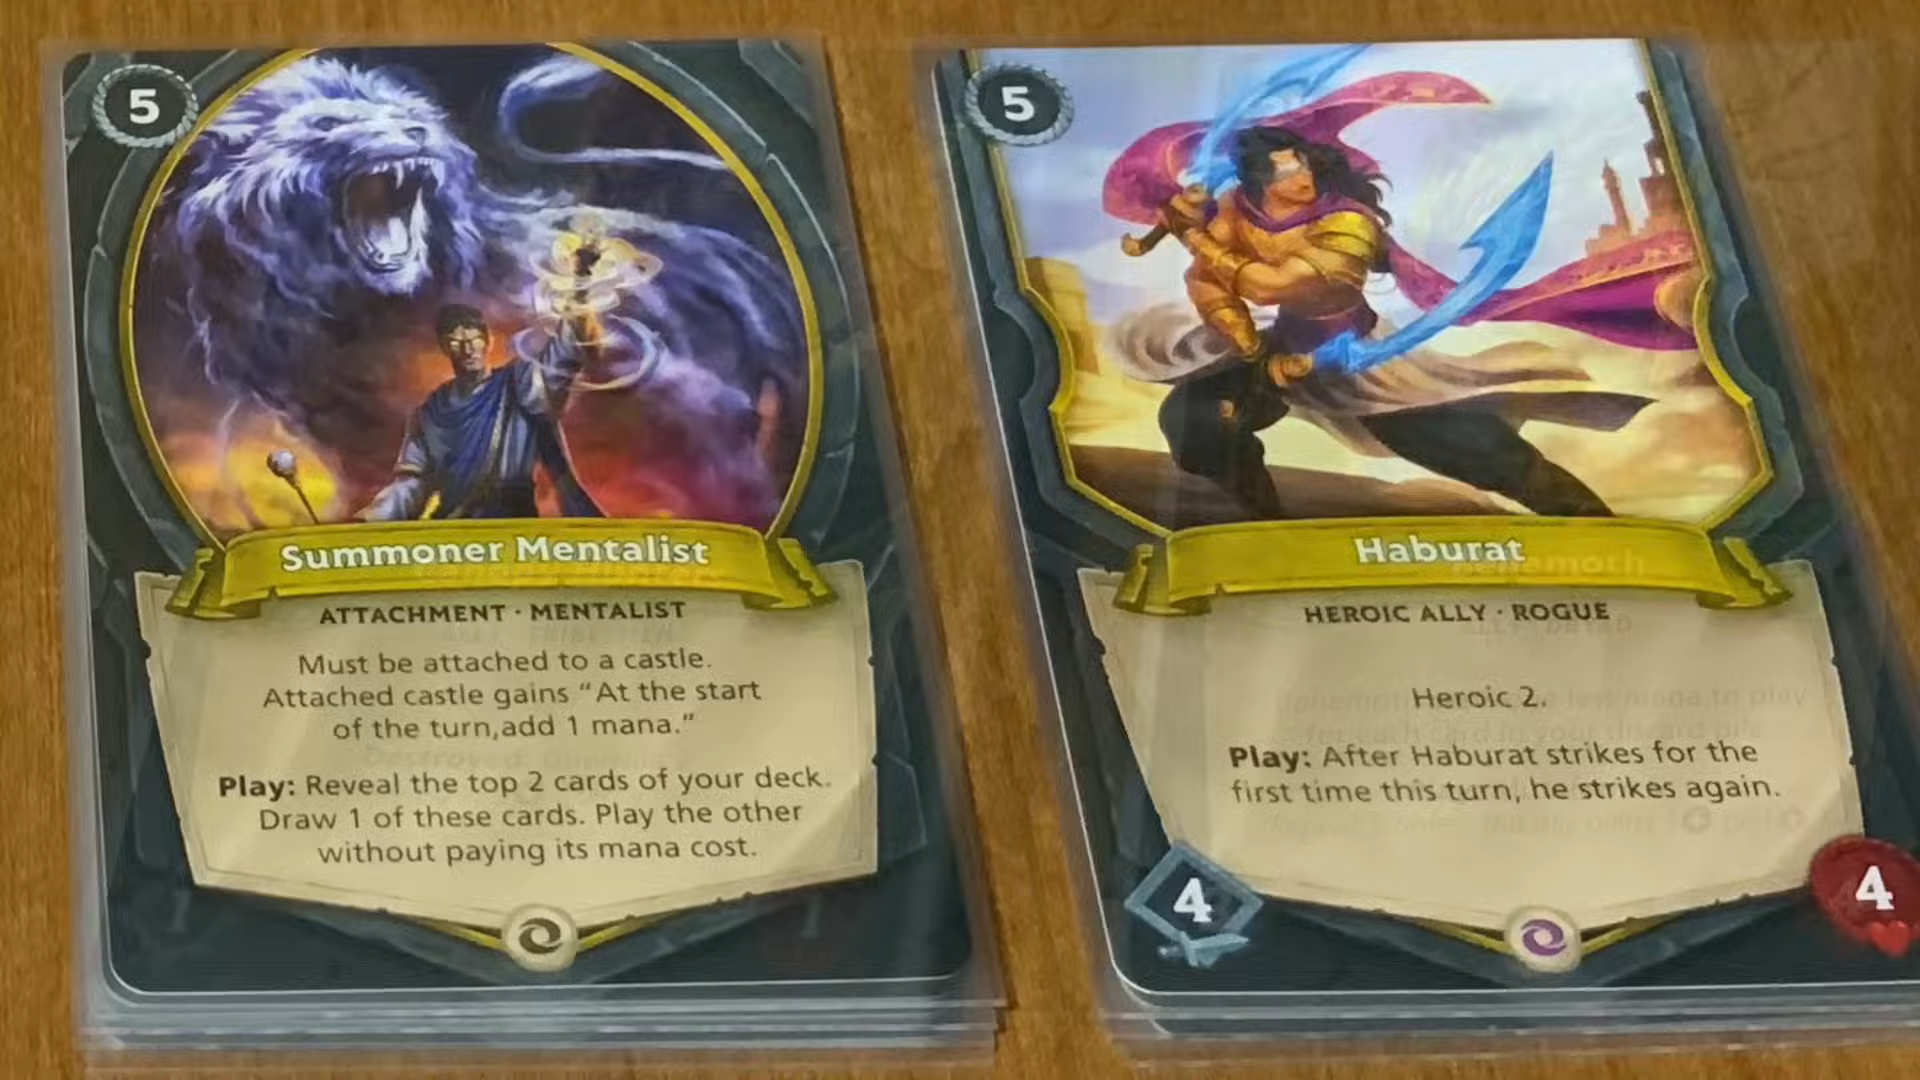 5
Summoner Mentalist
ATTACHMENT · MENTALIST
Must be attached to a castle.
Attached castle gains “At the start
of the turn,add 1 mana.”
Play: Reveal the top 2 cards of your deck.
Draw 1 of these cards. Play the other
without paying its mana cost.
5
Haburat
HEROIC ALLY · ROGUE
Heroic 2.
Play: After Haburat strikes for the
first time this turn, he strikes again.
4
4